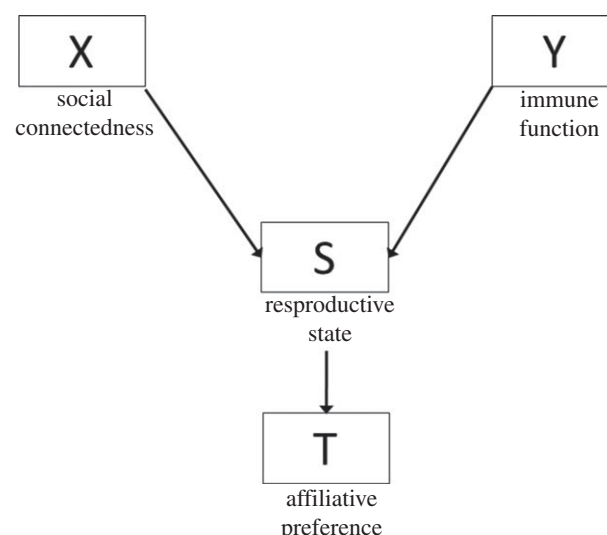 X
social
connectedness
Y
immune
function
S
resproductive
state
T
affiliative
preference